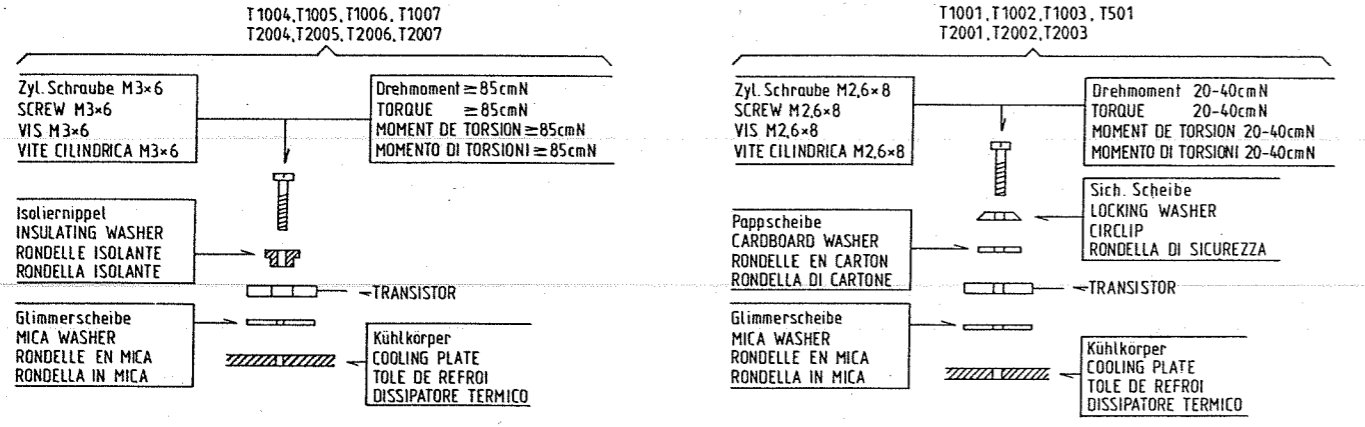 T1004,T1005,T1006,T1007
T2004,T2005,T2006,T2007
Zyl. Schraube M3×6
SCREW M3×6
VIS M3×6
VITE CILINDRICA M3×6
Drehmoment ≥85cmN
TORQUE ≥85cmN
MOMENT DE TORSION ≥85cmN
MOMENTO DI TORSIONI ≥85cmN
Isoliernippel
INSULATING WASHER
RONDELLE ISOLANTE
RONDELLA ISOLANTE
TRANSISTOR
Glimmerscheibe
MICA WASHER
RONDELLE EN MICA
RONDELLA IN MICA
Kühlkörper
COOLING PLATE
TOLE DE REFROI
DISSIPATORE TERMICO
T1001,T1002,T1003, T501
T2001,T2002,T2003
Zyl. Schraube M2,6×8
SCREW M2,6×8
VIS M2,6×8
VITE CILINDRICA M2,6×8
Drehmoment 20-40cmN
TORQUE 20-40cmN
MOMENT DE TORSION 20-40cmN
MOMENTO DI TORSIONI 20-40cmN
Sich. Scheibe
LOCKING WASHER
CIRCLIP
RONDELLA DI SICUREZZA
Pappscheibe
CARDBOARD WASHER
RONDELLE EN CARTON
RONDELLA DI CARTONE
TRANSISTOR
Glimmerscheibe
MICA WASHER
RONDELLE EN MICA
RONDELLA IN MICA
Kühlkörper
COOLING PLATE
TOLE DE REFROI
DISSIPATORE TERMICO